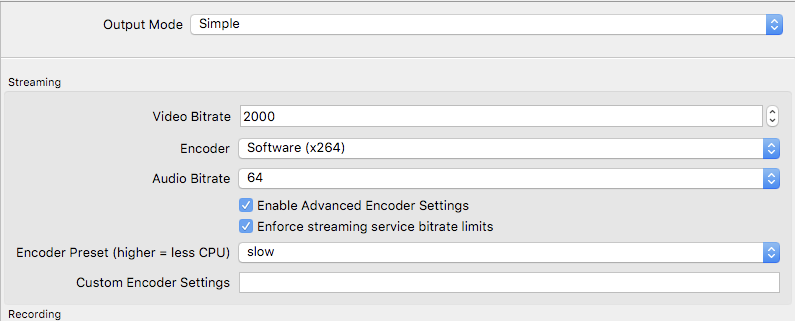 Output Mode Simple
Streaming
Video Bitrate 2000
Encoder Software (x264)
Audio Bitrate 64
Enable Advanced Encoder Settings
Enforce streaming service bitrate limits
Encoder Preset (higher = less CPU) slow
Custom Encoder Settings
Recording